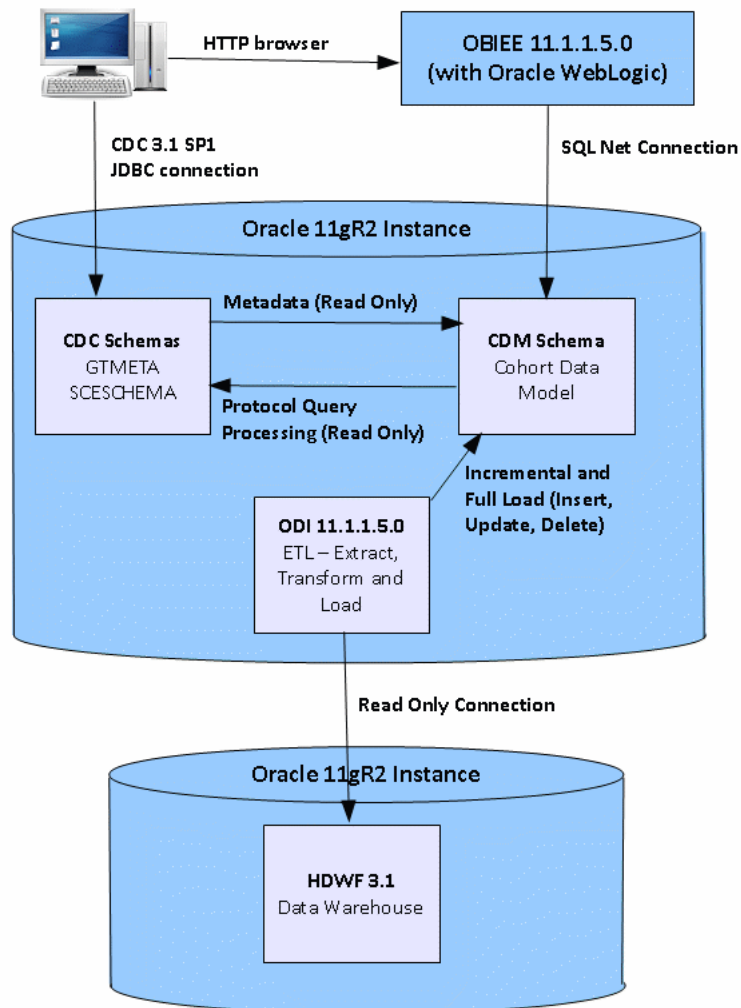 HTTP browser
OBIEE 11.1.1.5.0
(with Oracle WebLogic)
CDC 3.1 SP1
JDBC connection
SQL Net Connection
Oracle 11gR2 Instance
CDC Schemas
GTMETA
SCESCHEMA
Metadata (Read Only)
CDM Schema
Cohort Data
Model
Protocol Query
Processing (Read Only)
Incremental and
Full Load (Insert,
Update, Delete)
ODI 11.1.1.5.0
ETL – Extract,
Transform and
Load
Read Only Connection
Oracle 11gR2 Instance
HDWF 3.1
Data Warehouse